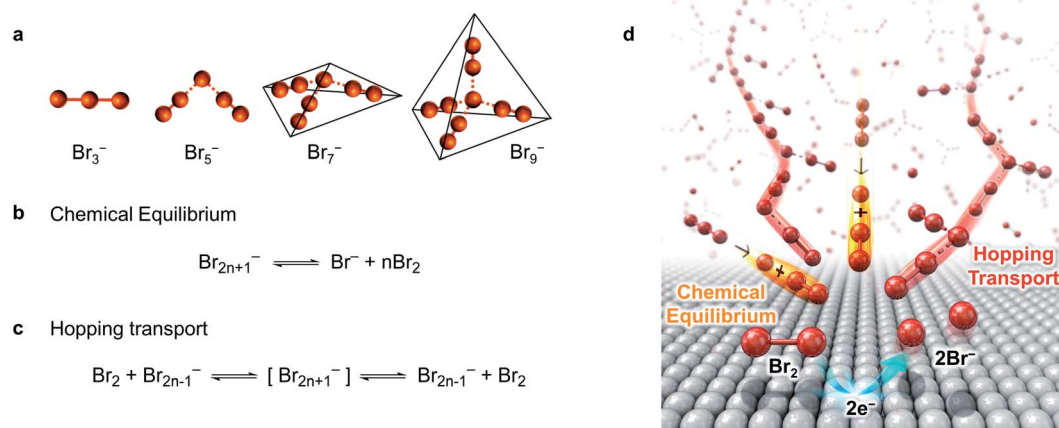 a
Br₃⁻
Br₅⁻
Br₇⁻
Br₉⁻
b Chemical Equilibrium
Br₂ₙ₊₁⁻ ⇌ Br⁻ + nBr₂
c Hopping transport
Br₂ + Br₂ₙ₋₁⁻ ⇌ [ Br₂ₙ₊₁⁻ ] ⇌ Br₂ₙ₋₁⁻ + Br₂
d
+
+
Hopping
Transport
Chemical
Equilibrium
Br₂
2Br⁻
2e⁻